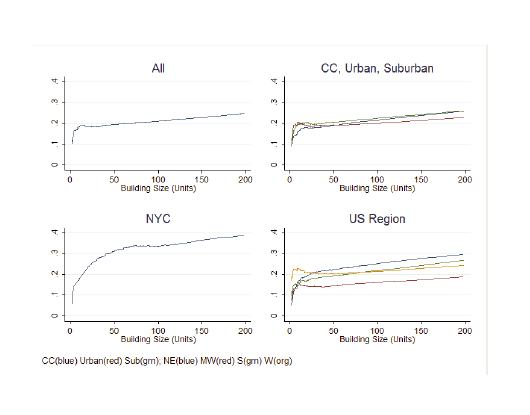 All
CC, Urban, Suburban
.4
.3
.2
.1
0
0 50 100 150 200
Building Size (Units)
.4
.3
.2
.1
0
0 50 100 150 200
Building Size (Units)
NYC
US Region
.4
.3
.2
.1
0
0 50 100 150 200
Building Size (Units)
.4
.3
.2
.1
0
0 50 100 150 200
Building Size (Units)
CC(blue) Urban(red) Sub(grn); NE(blue) MW(red) S(grn) W(org)